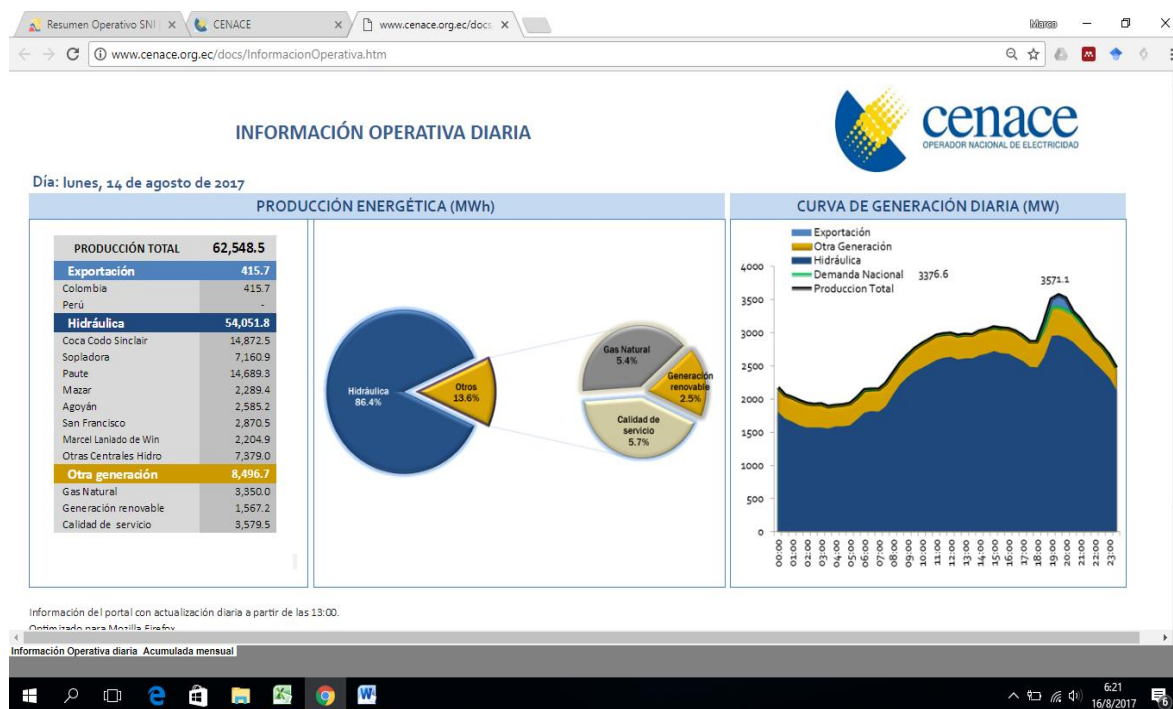 Resumen Operativo SNI
CENACE
www.cenace.org.ec/docs
Marco
www.cenace.org.ec/docs/InformacionOperativa.htm
INFORMACIÓN OPERATIVA DIARIA
cenace
OPERADOR NACIONAL DE ELECTRICIDAD
Día: lunes, 14 de agosto de 2017
PRODUCCIÓN ENERGÉTICA (MWh)
PRODUCCIÓN TOTAL 62,548.5
Exportación 415.7
Colombia 415.7
Perú -
Hidráulica 54,051.8
Coca Codo Sinclair 14,872.5
Sopladora 7,160.9
Paute 14,689.3
Mazar 2,289.4
Agoyán 2,585.2
San Francisco 2,870.5
Marcel Laniado de Win 2,204.9
Otras Centrales Hidro 7,379.0
Otra generación 8,496.7
Gas Natural 3,350.0
Generación renovable 1,567.2
Calidad de servicio 3,579.5
Hidráulica
86.4%
Otros
13.6%
Gas Natural
5.4%
Generación
renovable
2.5%
Calidad de
servicio
5.7%
CURVA DE GENERACIÓN DIARIA (MW)
Exportación
Otra Generación
Hidráulica
Demanda Nacional 3376.6
Produccion Total
3571.1
4000
3500
3000
2500
2000
1500
1000
500
0
00:00
01:00
02:00
03:00
04:00
05:00
06:00
07:00
08:00
09:00
10:00
11:00
12:00
13:00
14:00
15:00
16:00
17:00
18:00
19:00
20:00
21:00
22:00
23:00
Información del portal con actualización diaria a partir de las 13:00.
Optimizado para Mozilla Firefox
Información Operativa diaria Acumulada mensual
6:21
16/8/2017
6